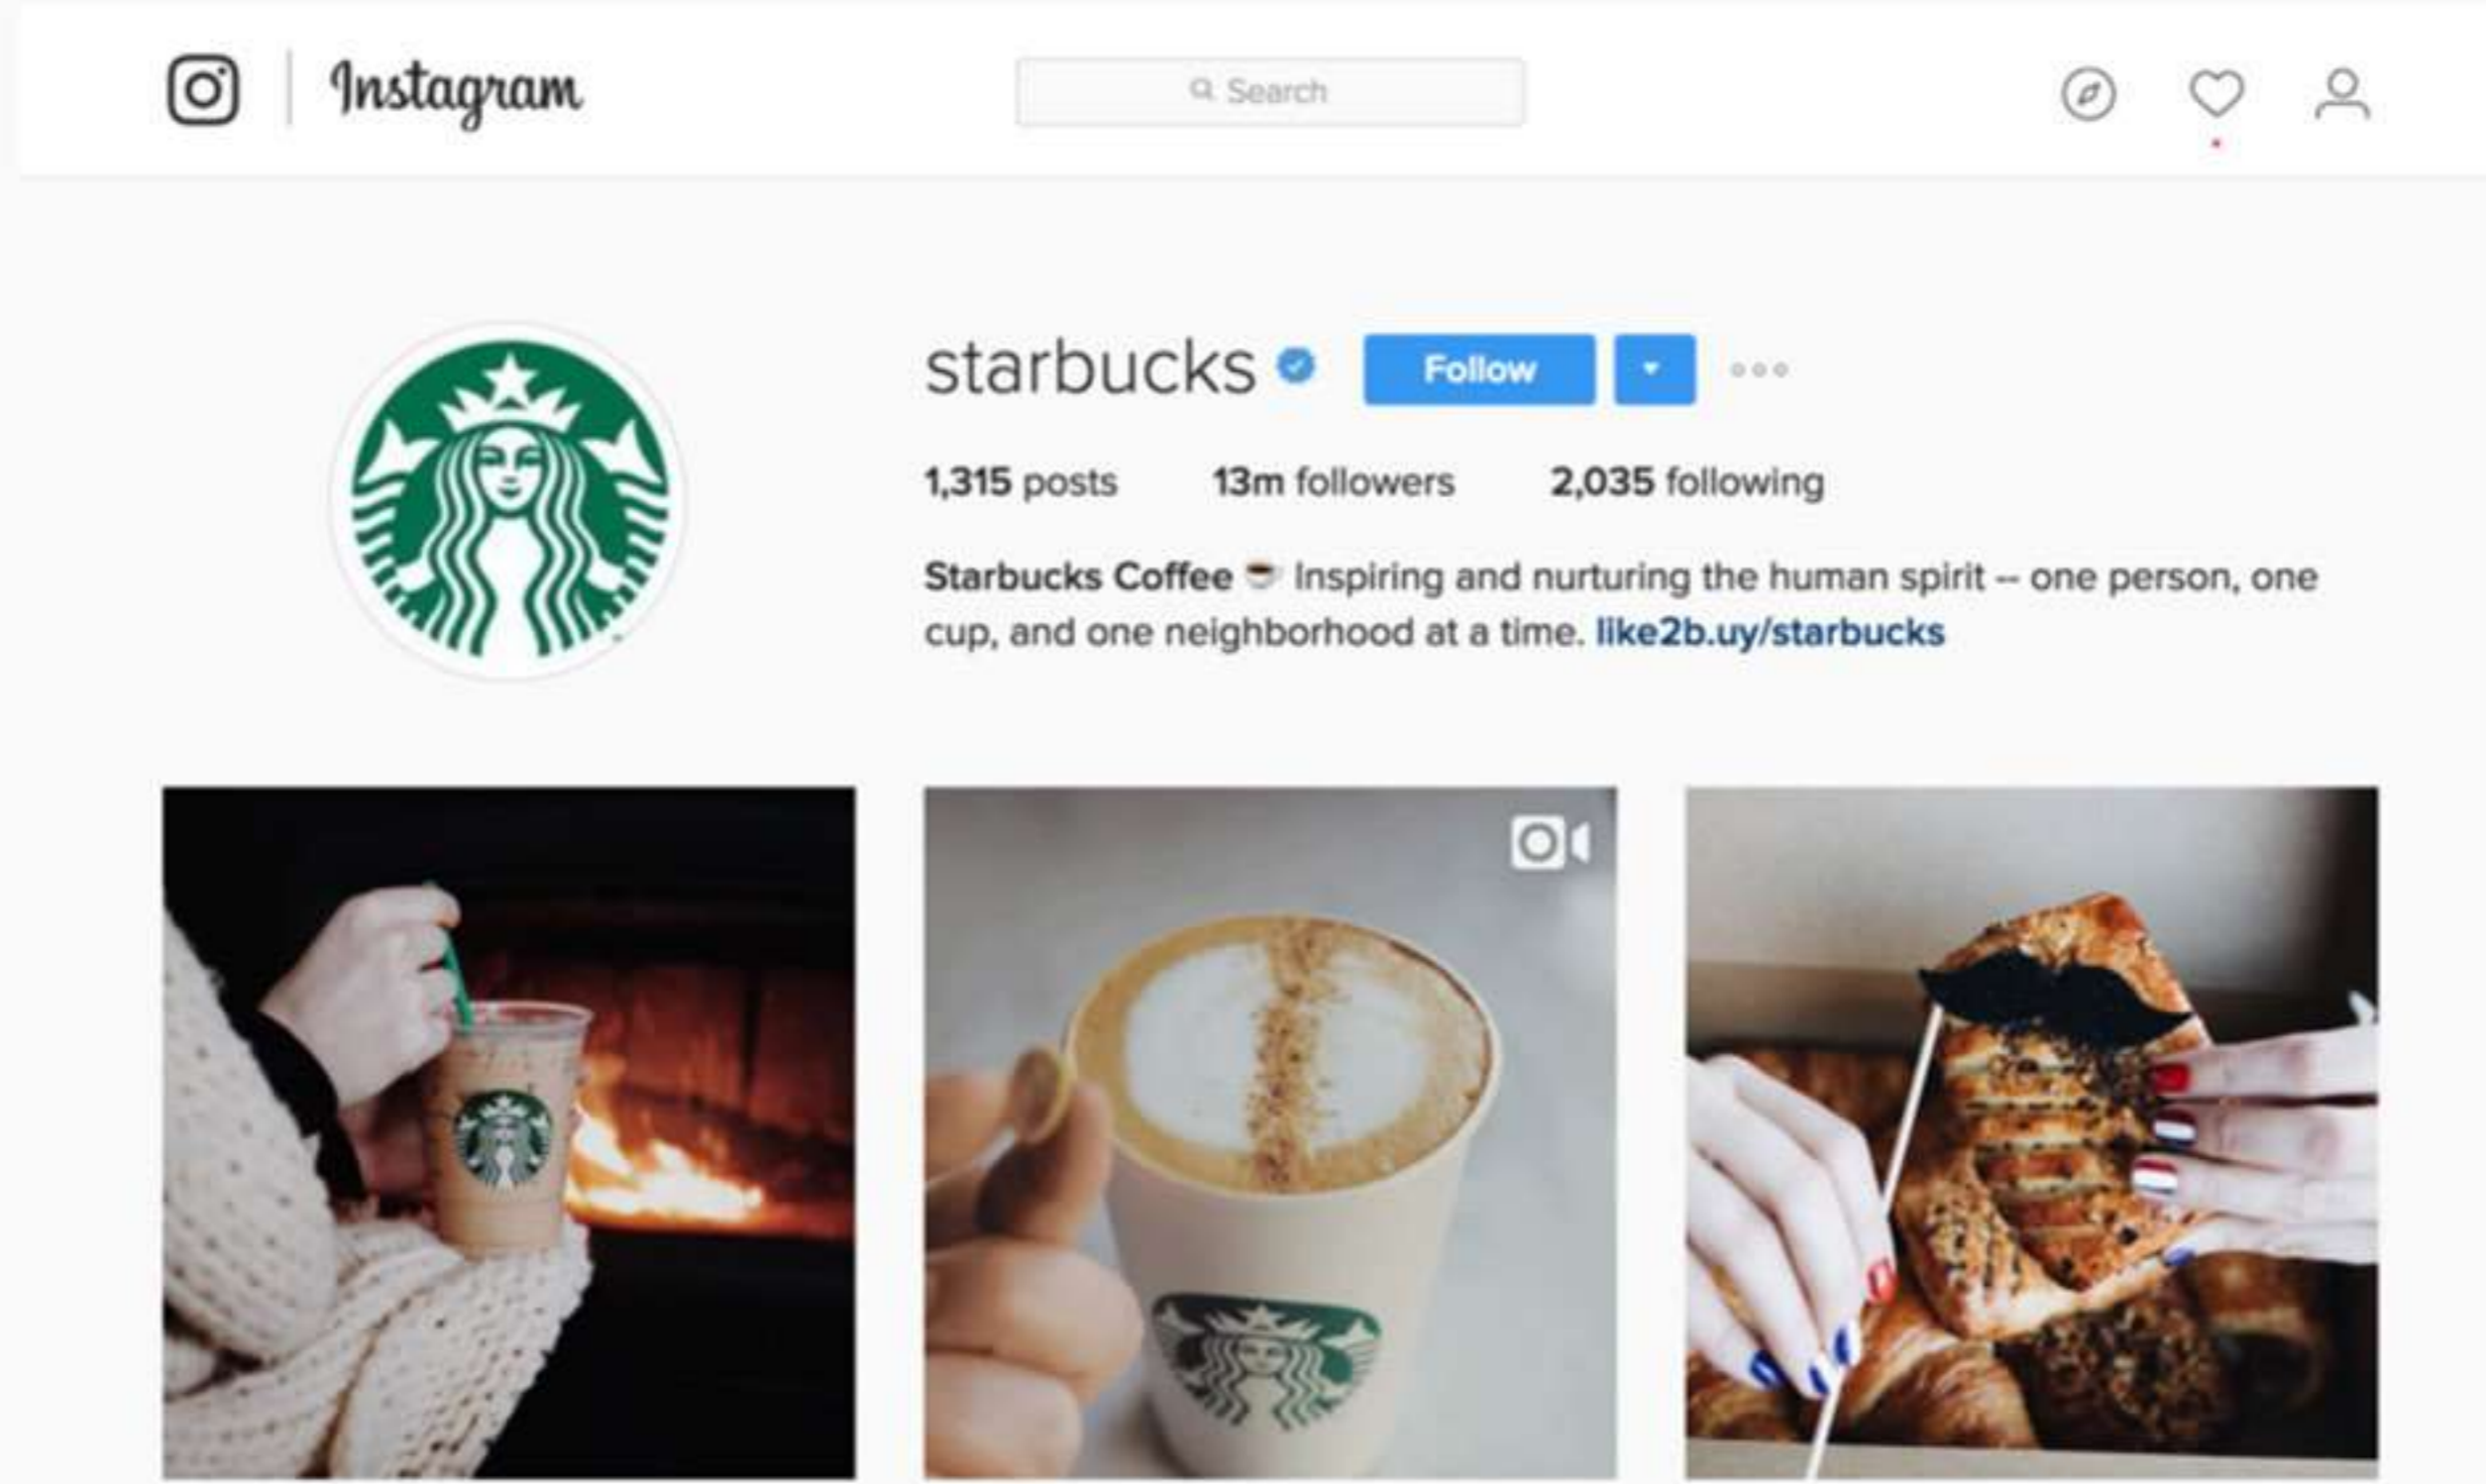 Instagram
Search
starbucks Follow
1,315 posts 13m followers 2,035 following
Starbucks Coffee ☕ Inspiring and nurturing the human spirit -- one person, one
cup, and one neighborhood at a time. like2b.uy/starbucks